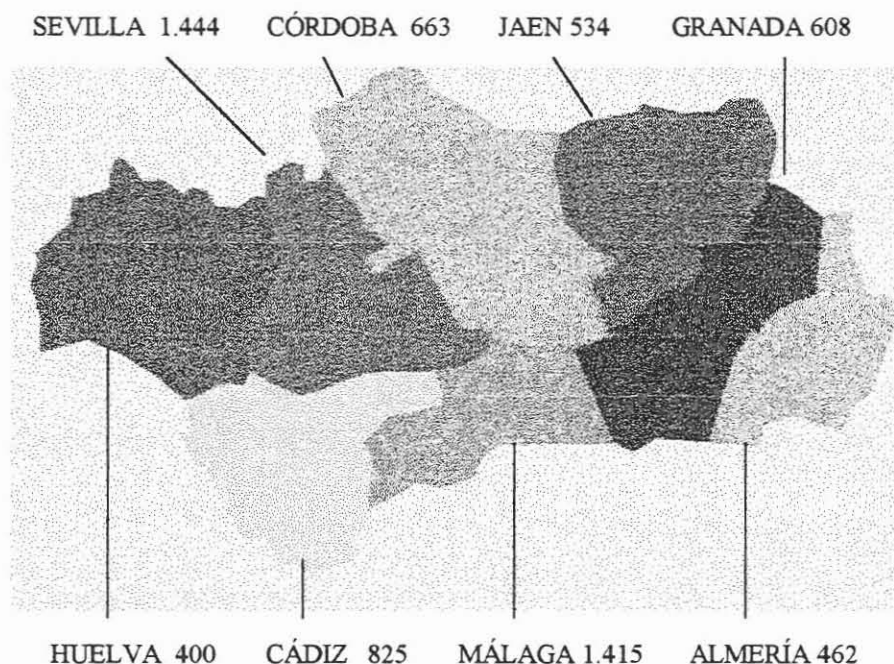 SEVILLA 1.444 CÓRDOBA 663 JAEN 534 GRANADA 608
HUELVA 400 CÁDIZ 825 MÁLAGA 1.415 ALMERÍA 462